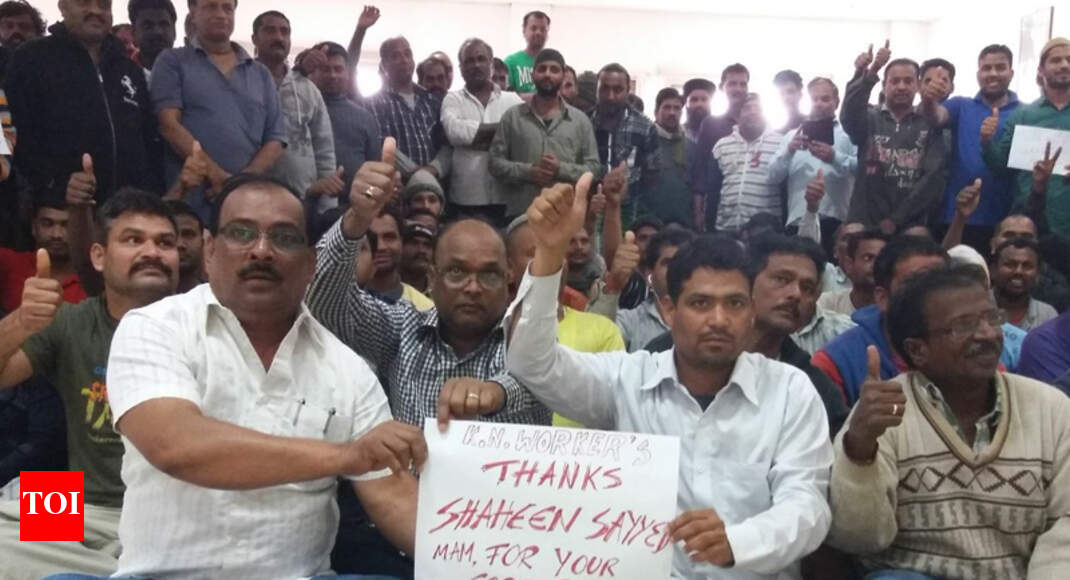 K.N. WORKER'S
THANKS
SHAHEEN SAYYED
MAM, FOR YOUR
TOI